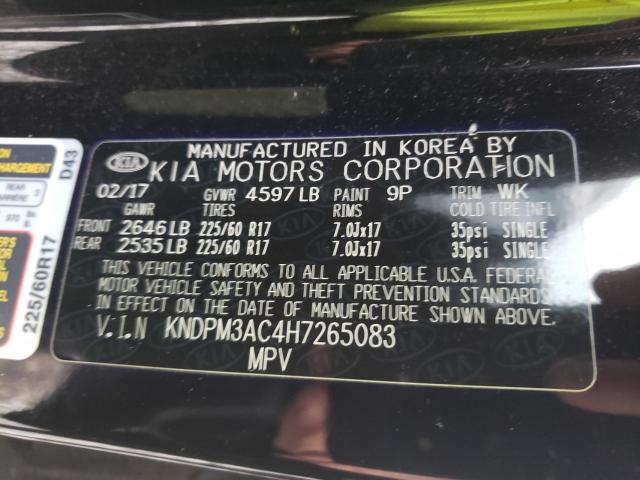 MANUFACTURED IN KOREA BY
KIA KIA MOTORS CORPORATION
02/17 GVWR 4597 LB PAINT 9P TRIM WK
GAWR TIRES RIMS COLD TIRE INFL
FRONT 2646 LB 225/60 R17 7.0Jx17 35psi SINGLE
REAR 2535 LB 225/60 R17 7.0Jx17 35psi SINGLE
THIS VEHICLE CONFORMS TO ALL APPLICABLE U.S.A. FEDERAL
MOTOR VEHICLE SAFETY AND THEFT PREVENTION STANDARDS
IN EFFECT ON THE DATE OF MANUFACTURE SHOWN ABOVE.
V.I.N KNDPM3AC4H7265083
MPV
D43
REAR
225/60R17